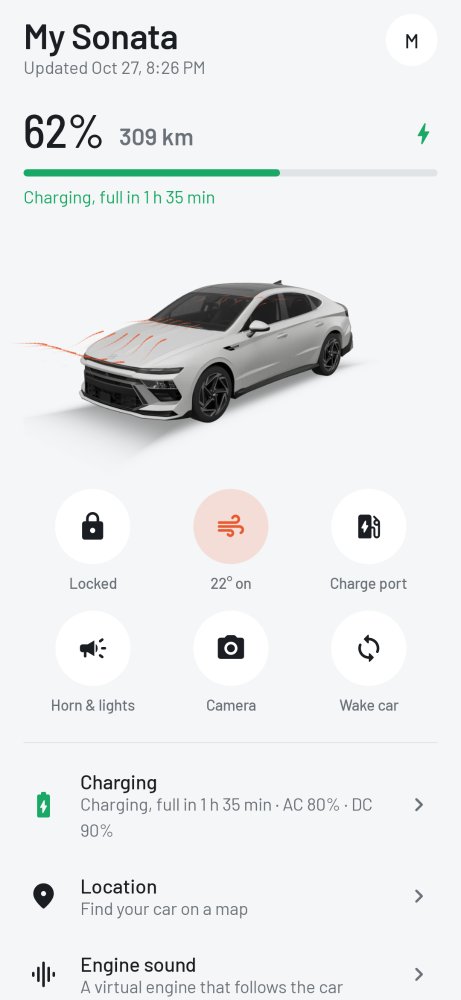 My Sonata
M
Updated Oct 27, 8:26 PM
62% 309 km
Charging, full in 1 h 35 min
Locked
22° on
Charge port
Horn & lights
Camera
Wake car
Charging
Charging, full in 1 h 35 min · AC 80% · DC
90%
Location
Find your car on a map
Engine sound
A virtual engine that follows the car